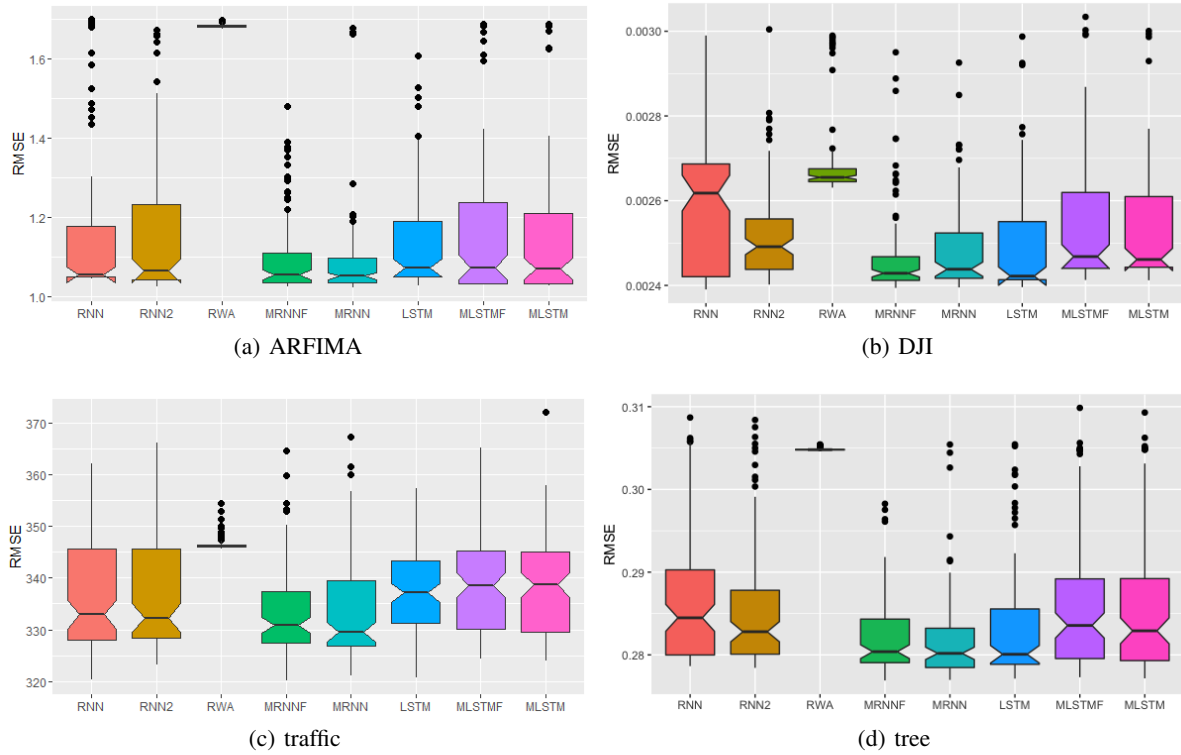 RMSE
1.6
1.4
1.2
1.0
RNN RNN2 RWA MRNNF MRNN LSTM MLSTMF MLSTM
(a) ARFIMA
RMSE
0.0030
0.0028
0.0026
0.0024
RNN RNN2 RWA MRNNF MRNN LSTM MLSTMF MLSTM
(b) DJI
RMSE
370
360
350
340
330
320
RNN RNN2 RWA MRNNF MRNN LSTM MLSTMF MLSTM
(c) traffic
RMSE
0.31
0.30
0.29
0.28
RNN RNN2 RWA MRNNF MRNN LSTM MLSTMF MLSTM
(d) tree